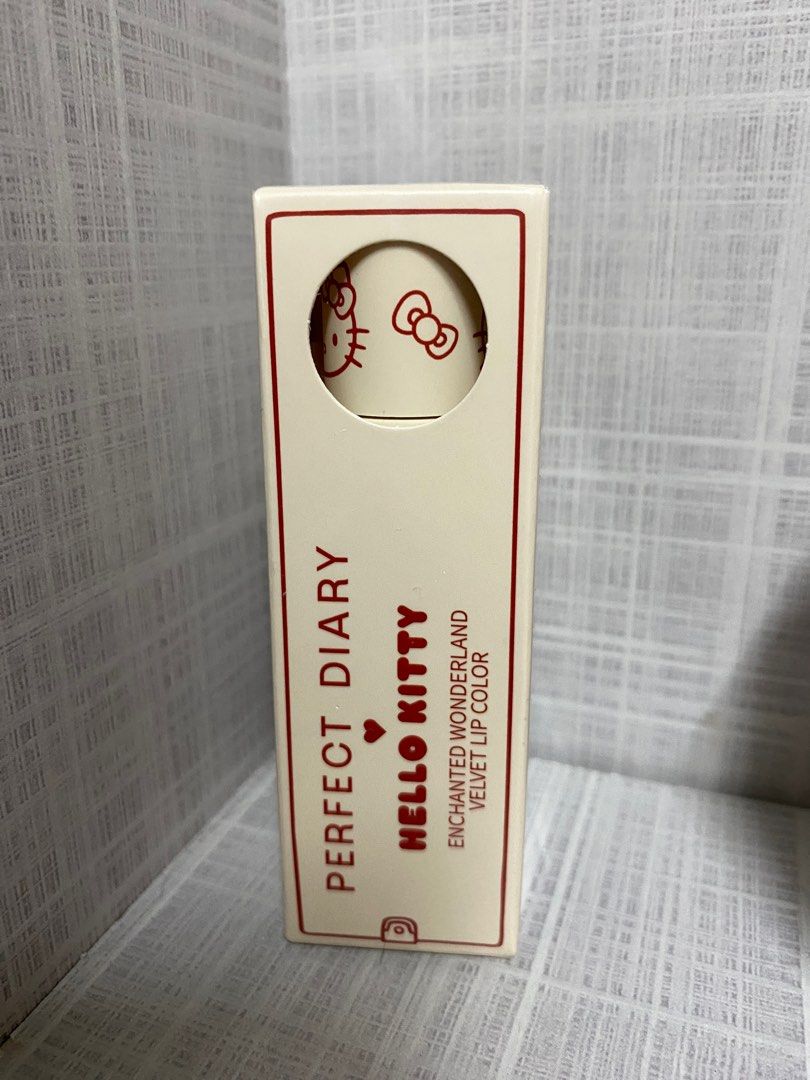 PERFECT DIARY
HELLO KITTY
ENCHANTED WONDERLAND
VELVET LIP COLOR